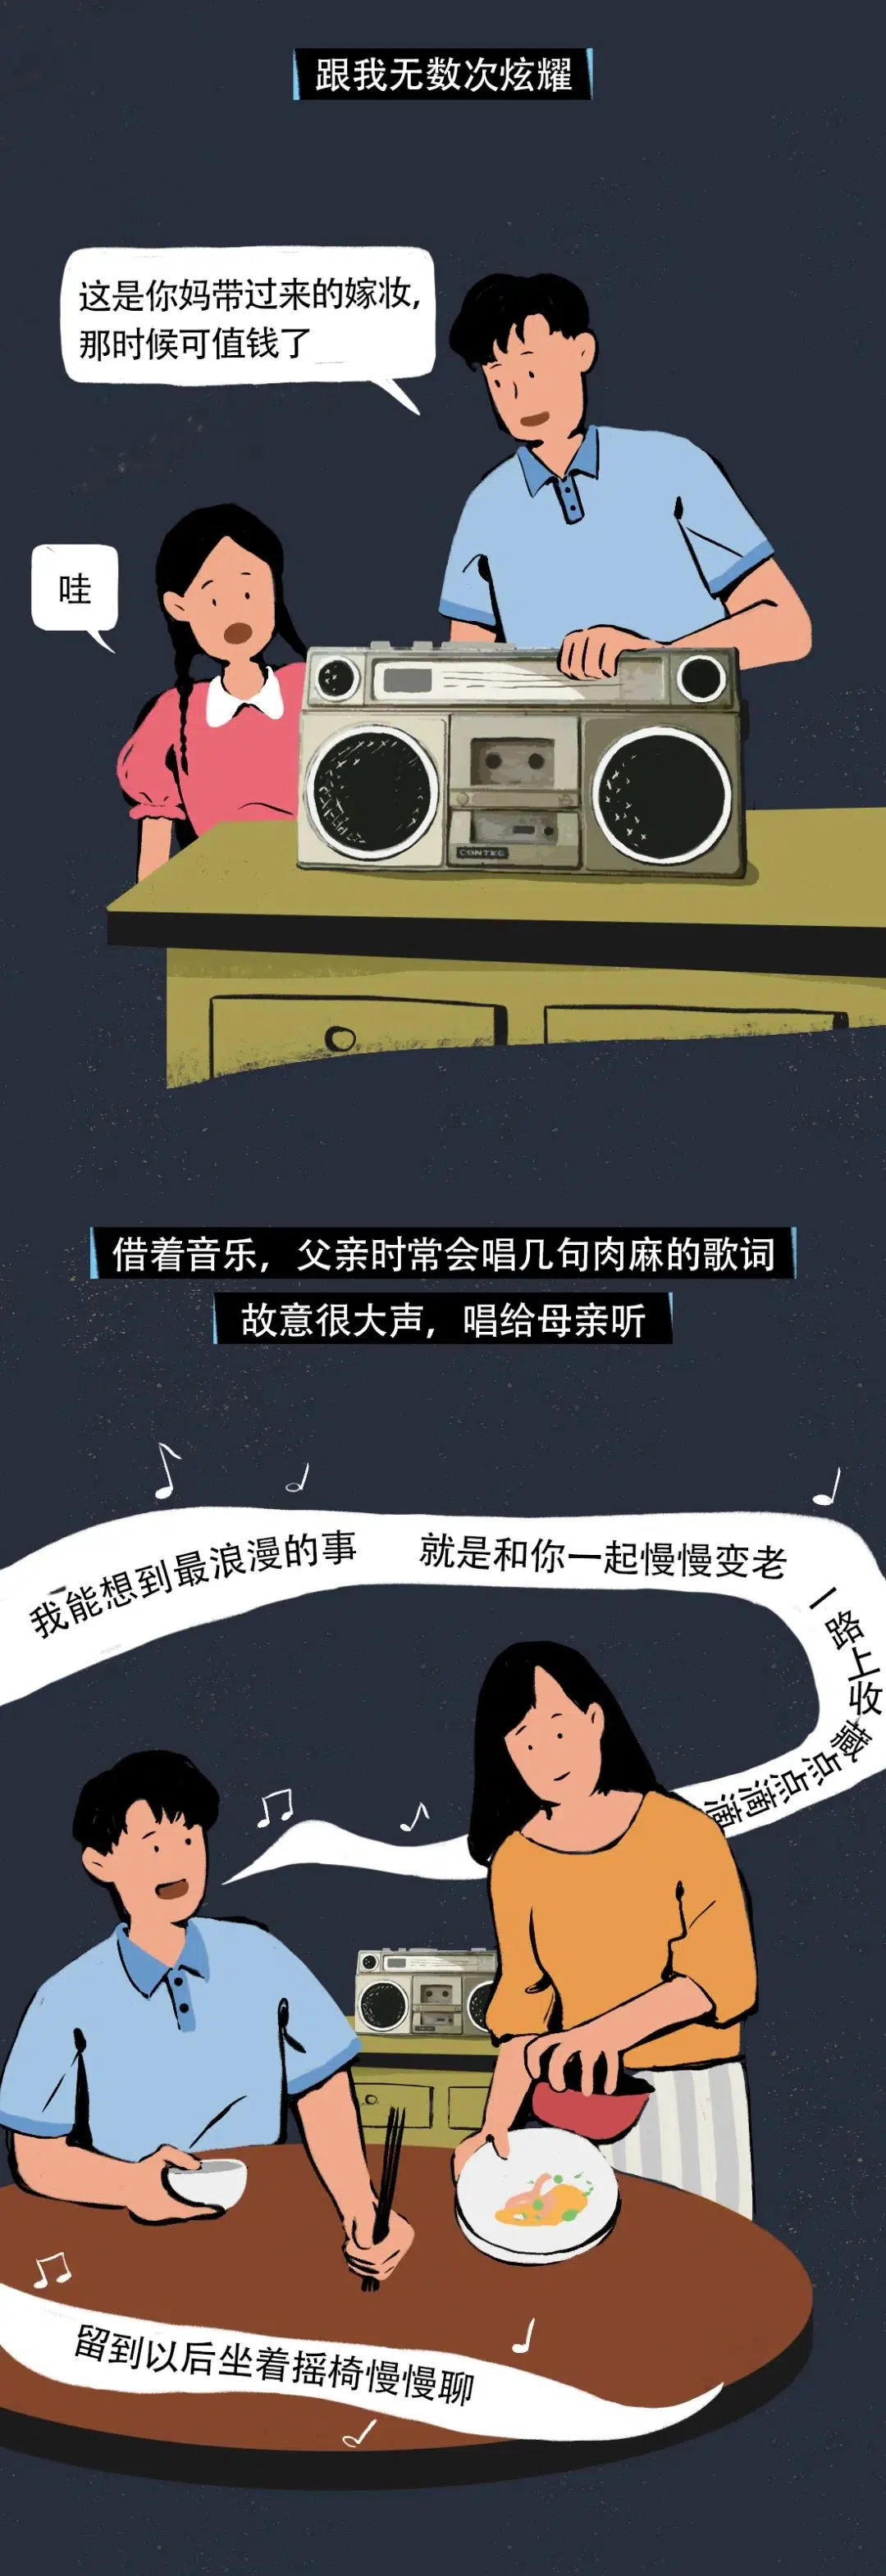 跟我无数次炫耀
这是你妈带过来的嫁妆,
那时候可值钱了
哇
CONTEC
借着音乐，父亲时常会唱几句肉麻的歌词
故意很大声，唱给母亲听
我能想到最浪漫的事
就是和你一起慢慢变老
一路上收藏点点滴滴
留到以后坐着摇椅慢慢聊